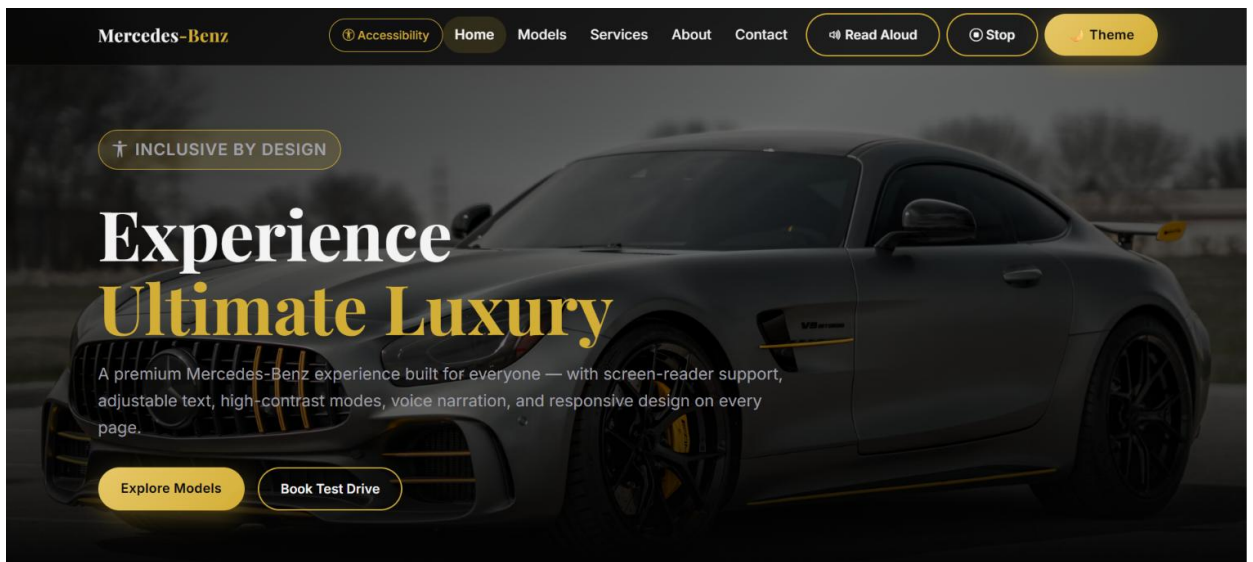 Mercedes-Benz
Accessibility
Home
Models
Services
About
Contact
Read Aloud
Stop
Theme
INCLUSIVE BY DESIGN
Experience
Ultimate Luxury
A premium Mercedes-Benz experience built for everyone — with screen-reader support,
adjustable text, high-contrast modes, voice narration, and responsive design on every
page.
Explore Models
Book Test Drive